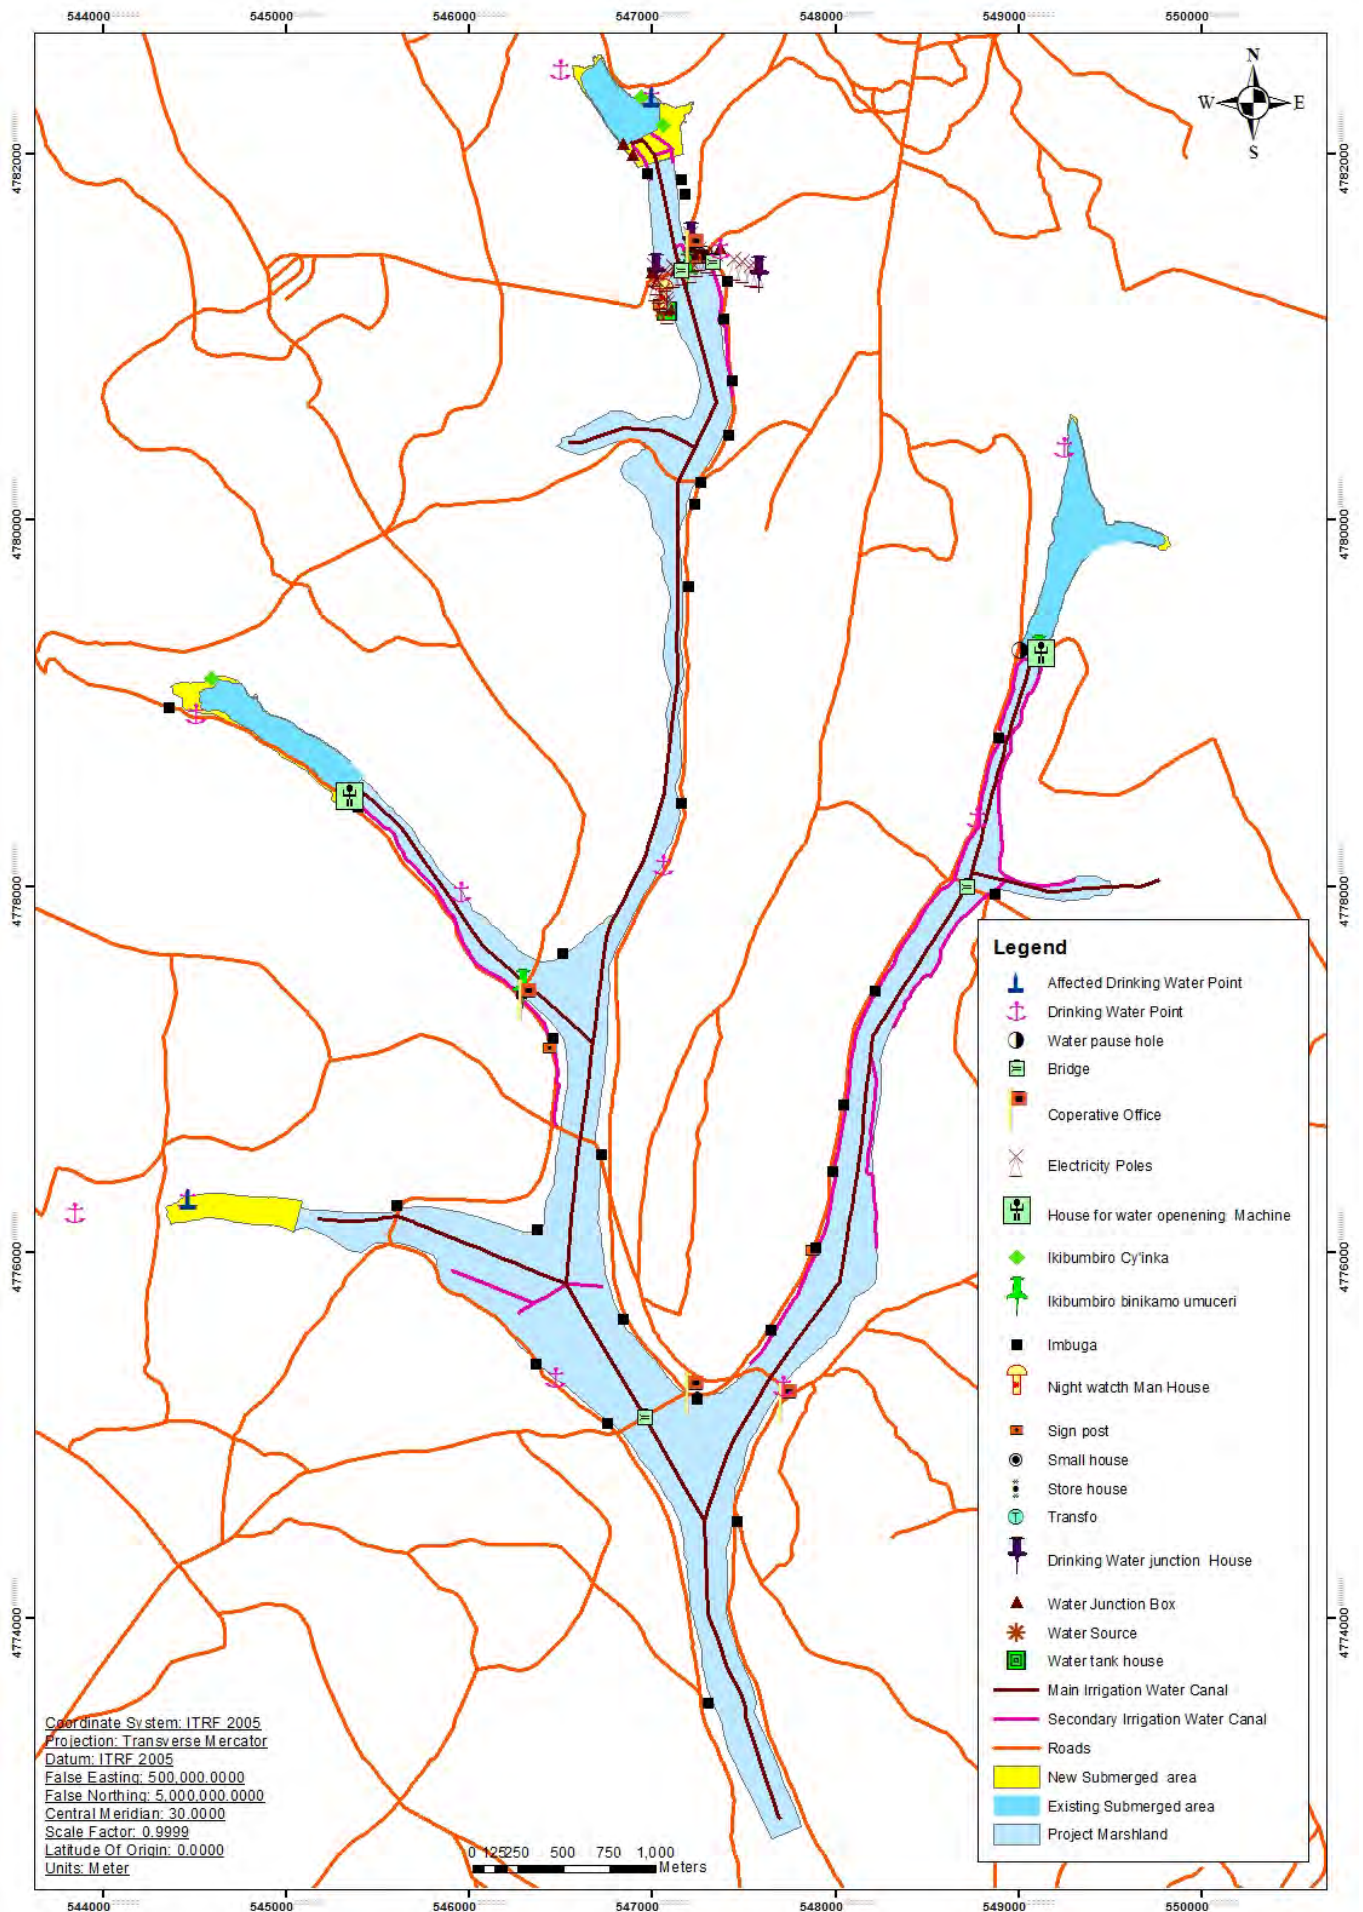 544000 545000 546000 547000 548000 549000 550000
N
W E
S
4782000 4782000
4780000 4780000
4778000 4778000
4776000 4776000
4774000 4774000
Legend
Affected Drinking Water Point
Drinking Water Point
Water pause hole
Bridge
Coperative Office
Electricity Poles
House for water openening Machine
Ikibumbiro Cy'inka
Ikibumbiro binikamo umuceri
Imbuga
Night watcth Man House
Sign post
Small house
Store house
T Transfo
Drinking Water junction House
Water Junction Box
Water Source
Water tank house
Main Irrigation Water Canal
Secondary Irrigation Water Canal
Roads
New Submerged area
Existing Submerged area
Project Marshland
Coordinate System: ITRF 2005
Projection: Transverse Mercator
Datum: ITRF 2005
False Easting: 500,000.0000
False Northing: 5,000,000.0000
Central Meridian: 30.0000
Scale Factor: 0.9999
Latitude Of Origin: 0.0000
Units: Meter
0 125250 500 750 1,000
Meters
544000 545000 546000 547000 548000 549000 550000